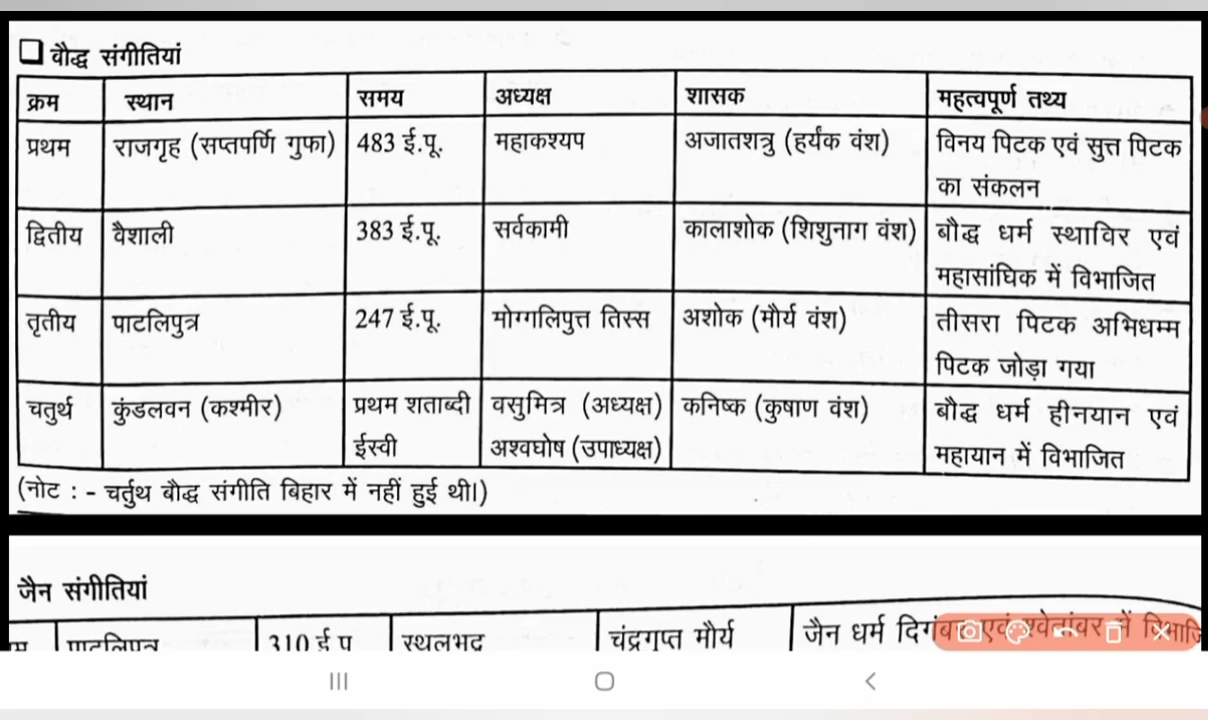 ❑ बौद्ध संगीतियां
क्रम स्थान समय अध्यक्ष शासक महत्वपूर्ण तथ्य
प्रथम राजगृह (सप्तपर्णि गुफा) 483 ई.पू. महाकश्यप अजातशत्रु (हर्यंक वंश) विनय पिटक एवं सुत्त पिटक
का संकलन
द्वितीय वैशाली 383 ई.पू. सर्वकामी कालाशोक (शिशुनाग वंश) बौद्ध धर्म स्थाविर एवं
महासांघिक में विभाजित
तृतीय पाटलिपुत्र 247 ई.पू. मोग्गलिपुत्त तिस्स अशोक (मौर्य वंश) तीसरा पिटक अभिधम्म
पिटक जोड़ा गया
चतुर्थ कुंडलवन (कश्मीर) प्रथम शताब्दी वसुमित्र (अध्यक्ष) कनिष्क (कुषाण वंश) बौद्ध धर्म हीनयान एवं
ईस्वी अश्वघोष (उपाध्यक्ष) महायान में विभाजित
(नोट : - चर्तुथ बौद्ध संगीति बिहार में नहीं हुई थी।)
जैन संगीतियां
310 ई चंद्रगप्त मौर्य जैन धर्म